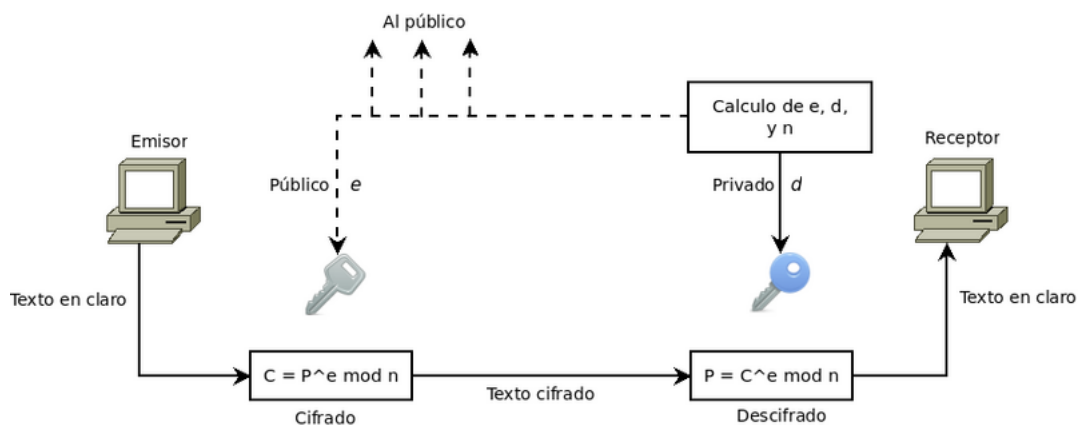 Al público
Calculo de e, d,
y n
Emisor
Receptor
Público e
Privado d
Texto en claro
Texto en claro
C = P^e mod n
Texto cifrado
P = C^e mod n
Cifrado
Descifrado